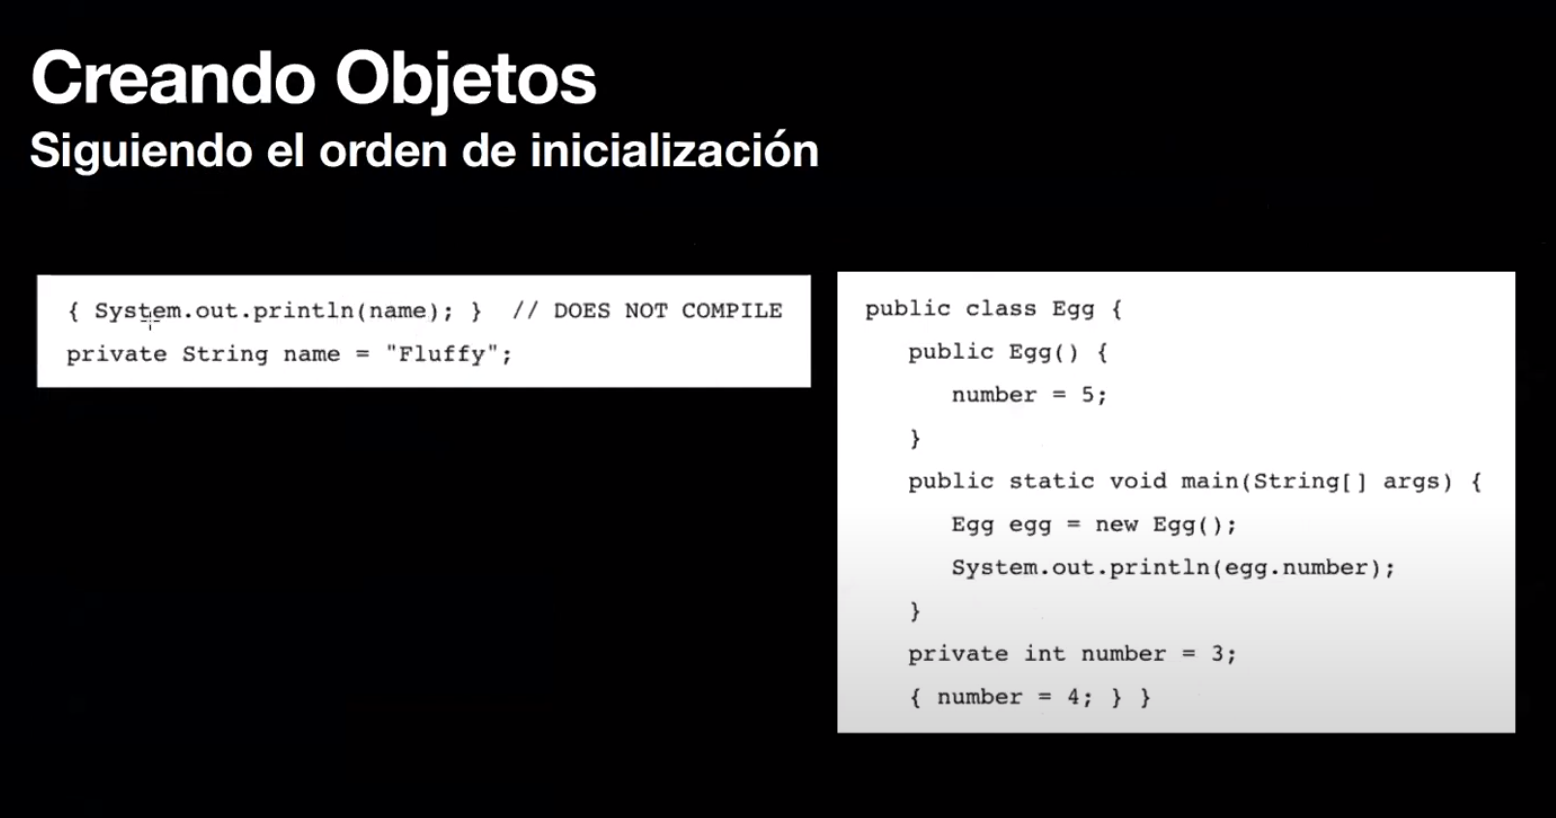 Creando Objetos
Siguiendo el orden de inicialización
{ System.out.println(name); }  // DOES NOT COMPILE
private String name = "Fluffy";
public class Egg {
   public Egg() {
      number = 5;
   }
   public static void main(String[] args) {
      Egg egg = new Egg();
      System.out.println(egg.number);
   }
   private int number = 3;
   { number = 4; } }